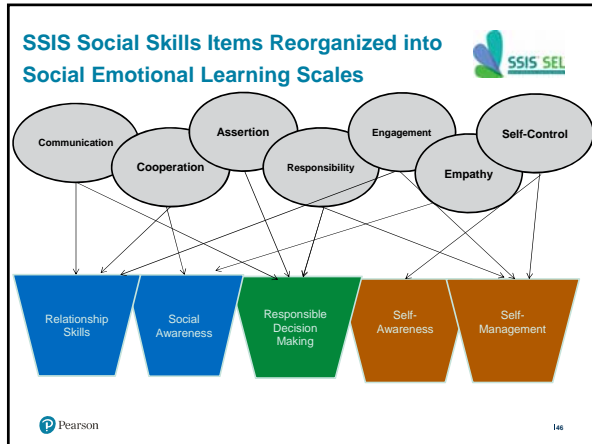 SSIS Social Skills Items Reorganized into
Social Emotional Learning Scales
SSIS SEL
Communication
Cooperation
Assertion
Responsibility
Engagement
Empathy
Self-Control
Relationship
Skills
Social
Awareness
Responsible
Decision
Making
Self-
Awareness
Self-
Management
Pearson
46